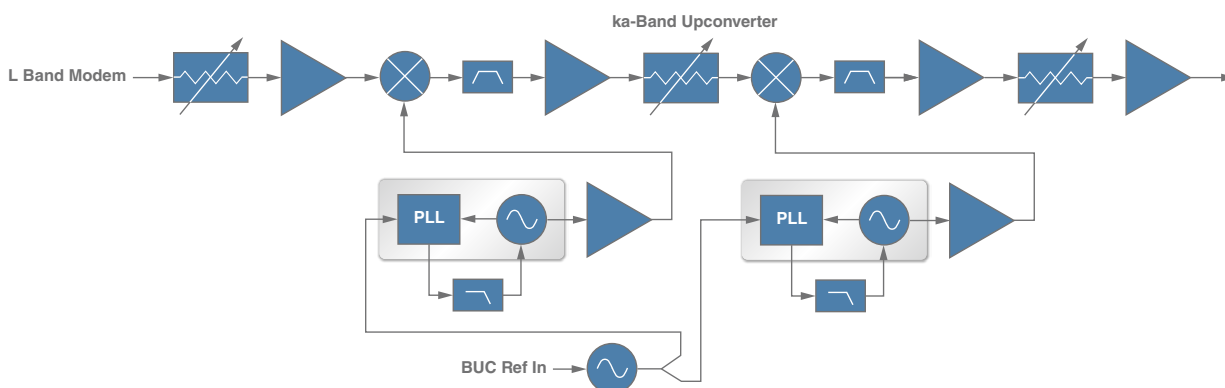 ka-Band Upconverter
L Band Modem
PLL
PLL
BUC Ref In